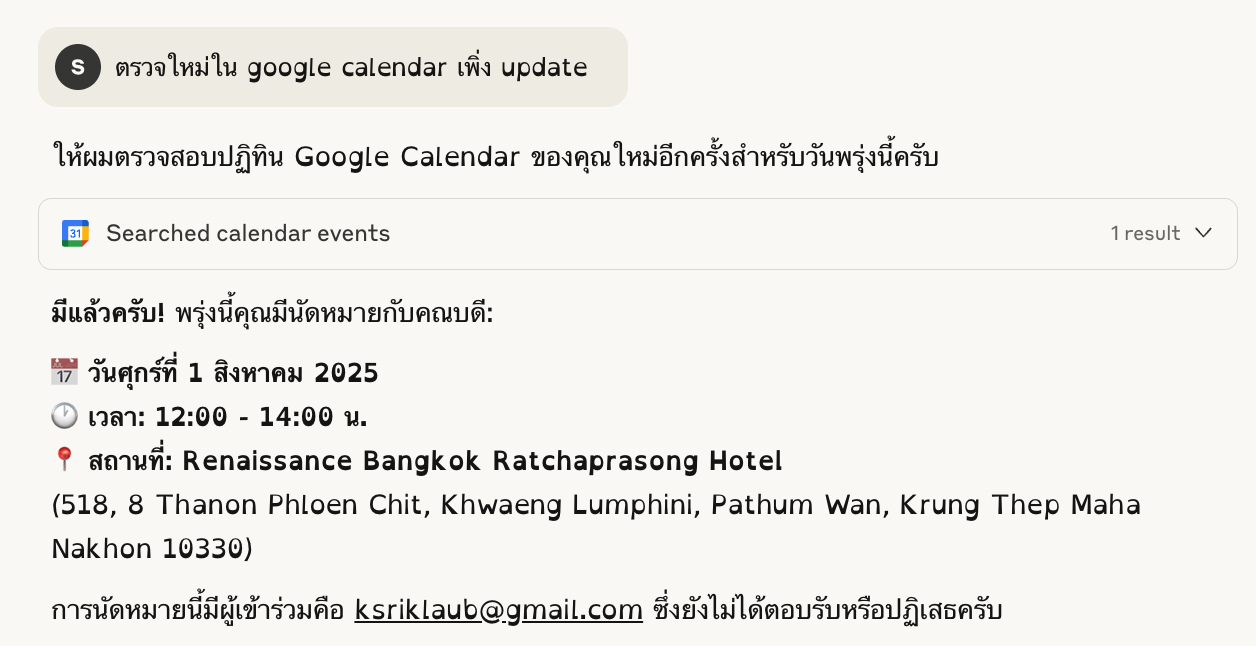 S ตรวจใหม่ใน google calendar เพิ่ง update
ให้ผมตรวจสอบปฏิทิน Google Calendar ของคุณใหม่อีกครั้งสำหรับวันพรุ่งนี้ครับ
31 Searched calendar events 1 result
มีแล้วครับ! พรุ่งนี้คุณมีนัดหมายกับคณบดี:
17 วันศุกร์ที่ 1 สิงหาคม 2025
เวลา: 12:00 - 14:00 น.
สถานที่: Renaissance Bangkok Ratchaprasong Hotel
(518, 8 Thanon Phloen Chit, Khwaeng Lumphini, Pathum Wan, Krung Thep Maha
Nakhon 10330)
การนัดหมายนี้มีผู้เข้าร่วมคือ ksriklaub@gmail.com ซึ่งยังไม่ได้ตอบรับหรือปฏิเสธครับ